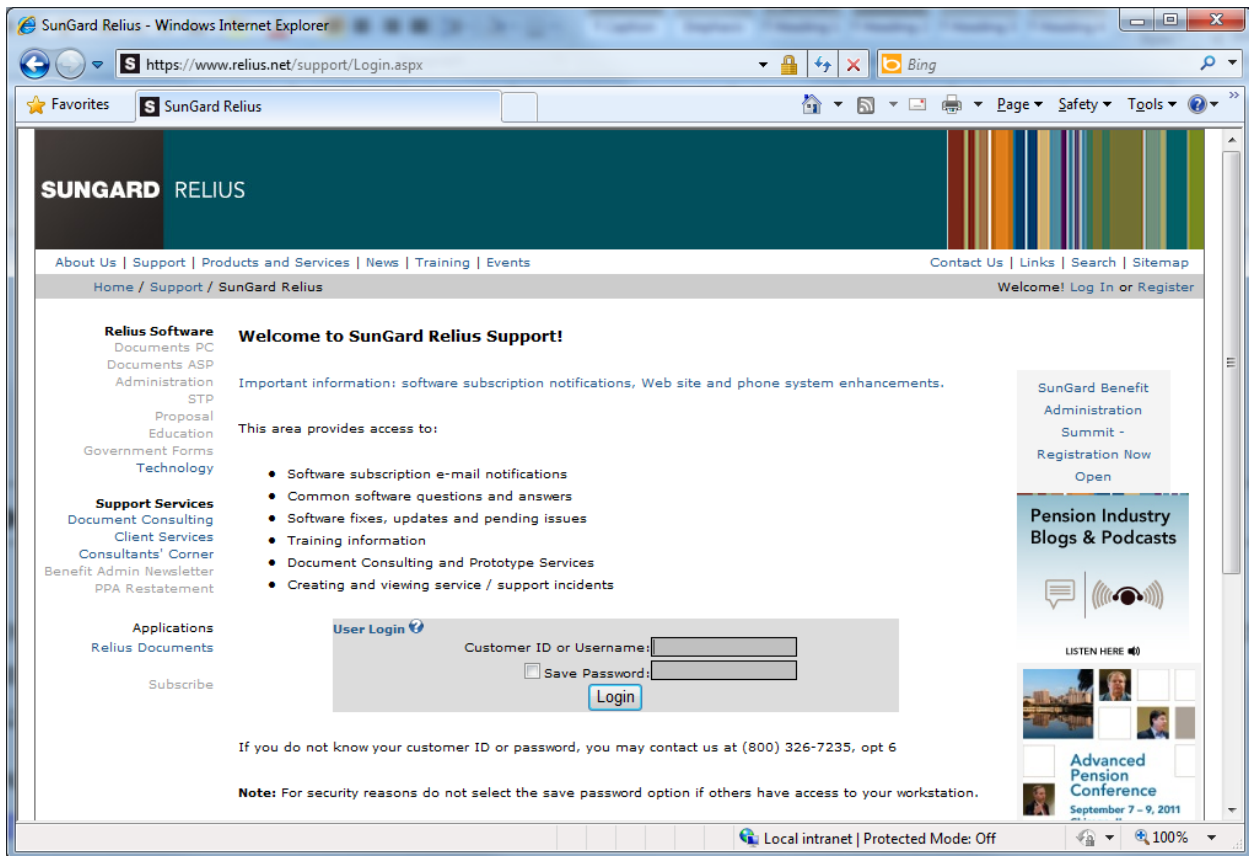 SunGard Relius - Windows Internet Explorer
https://www.relius.net/support/Login.aspx
Bing
Favorites
SunGard Relius
Page
Safety
Tools
SUNGARD RELIUS
About Us | Support | Products and Services | News | Training | Events
Contact Us | Links | Search | Sitemap
Home / Support / SunGard Relius
Welcome! Log In or Register
Relius Software
Documents PC
Documents ASP
Administration
STP
Proposal
Education
Government Forms
Technology
Support Services
Document Consulting
Client Services
Consultants' Corner
Benefit Admin Newsletter
PPA Restatement
Applications
Relius Documents
Subscribe
Welcome to SunGard Relius Support!
Important information: software subscription notifications, Web site and phone system enhancements.
This area provides access to:
• Software subscription e-mail notifications
• Common software questions and answers
• Software fixes, updates and pending issues
• Training information
• Document Consulting and Prototype Services
• Creating and viewing service / support incidents
User Login
Customer ID or Username:
Save Password:
Login
If you do not know your customer ID or password, you may contact us at (800) 326-7235, opt 6
Note: For security reasons do not select the save password option if others have access to your workstation.
SunGard Benefit
Administration
Summit -
Registration Now
Open
Pension Industry
Blogs & Podcasts
LISTEN HERE
Advanced
Pension
Conference
September 7 – 9, 2011
Local intranet | Protected Mode: Off
100%